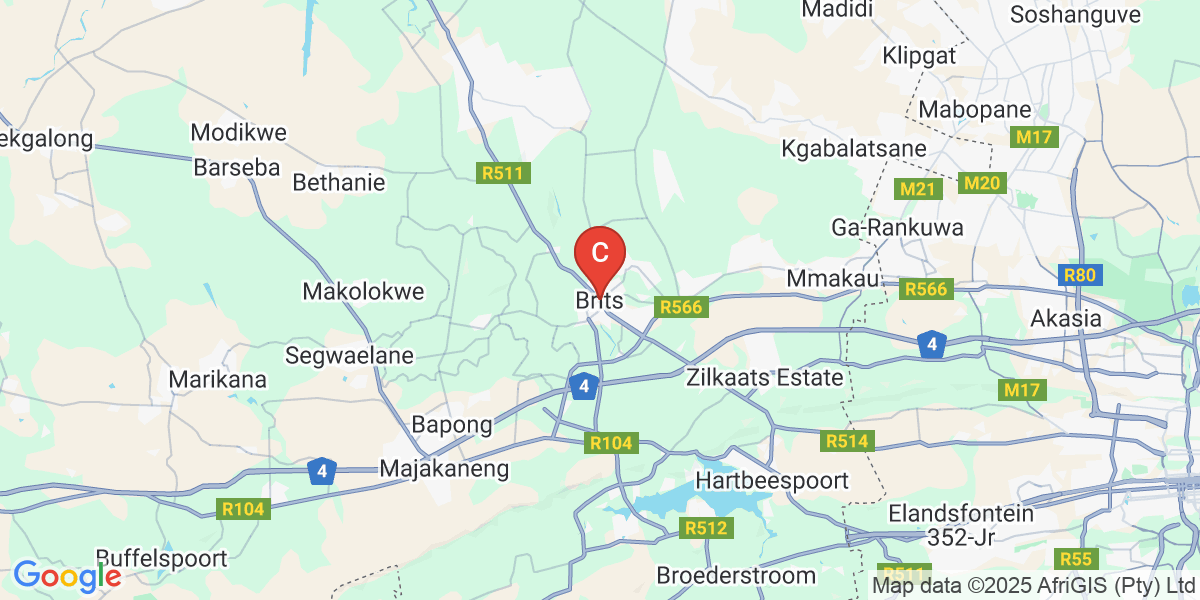 Madidi
Soshanguve
Klipgat
Mabopane
M17
ekgalong
Modikwe
Barseba
Kgabalatsane
R511
Bethanie
M21
M20
Ga-Rankuwa
C
R80
Mmakau
R566
Makolokwe
Brits
R566
Akasia
4
Segwaelane
Marikana
4
Zilkaats Estate
M17
Bapong
R104
R514
4
Majakaneng
Hartbeespoort
R104
R512
Elandsfontein
352-Jr
Buffelspoort
R55
Google
Broederstroom
R511
Map data ©2025 AfriGIS (Pty) Ltd